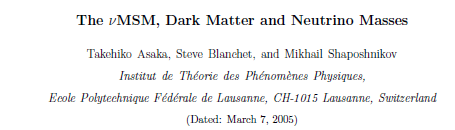 The νMSM, Dark Matter and Neutrino Masses
Takehiko Asaka, Steve Blanchet, and Mikhail Shaposhnikov
Institut de Théorie des Phénomènes Physiques,
Ecole Polytechnique Fédérale de Lausanne, CH-1015 Lausanne, Switzerland
(Dated: March 7, 2005)